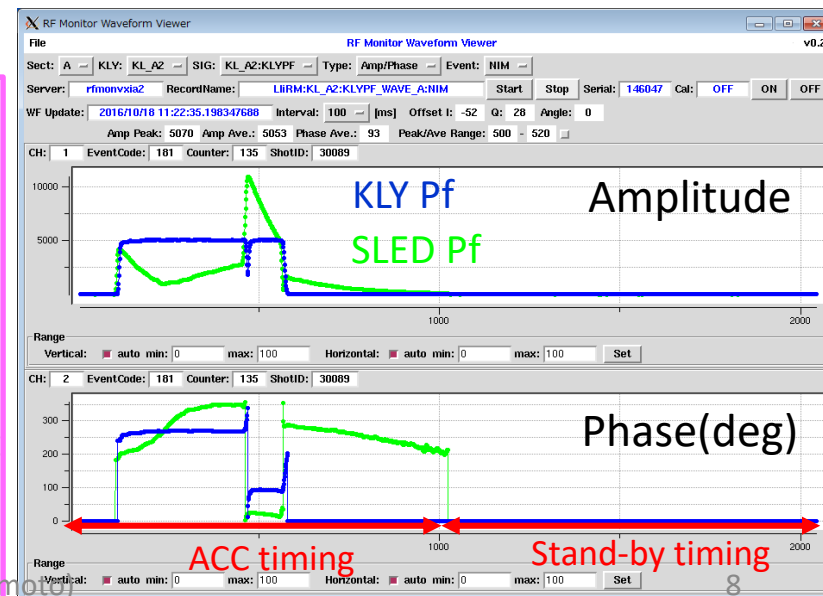 RF Monitor Waveform Viewer
File RF Monitor Waveform Viewer v0.2
Sect: A KLY: KL_A2 SIG: KL_A2:KLYPF Type: Amp/Phase Event: NIM
Server: rfmonvxia2 RecordName: LIiRM:KL_A2:KLYPF_WAVE_A:NIM Start Stop Serial: 146047 Cal: OFF ON OFF
WF Update: 2016/10/18 11:22:35.198347688 Interval: 100 [ms] Offset I: -52 Q: 28 Angle: 0
Amp Peak: 5070 Amp Ave.: 5053 Phase Ave.: 93 Peak/Ave Range: 500 - 520
CH: 1 EventCode: 181 Counter: 135 ShotID: 30089
10000
KLY Pf Amplitude
5000
SLED Pf
1000 2000
Range
Vertical: auto min: 0 max: 100 Horizontal: auto min: 0 max: 100 Set
CH: 2 EventCode: 181 Counter: 135 ShotID: 30089
300
Phase(deg)
200
100
0
1000 2000
ACC timing Stand-by timing
Range
Vertical: auto min: 0 max: 100 Horizontal: auto min: 0 max: 100 Set
moto) 8